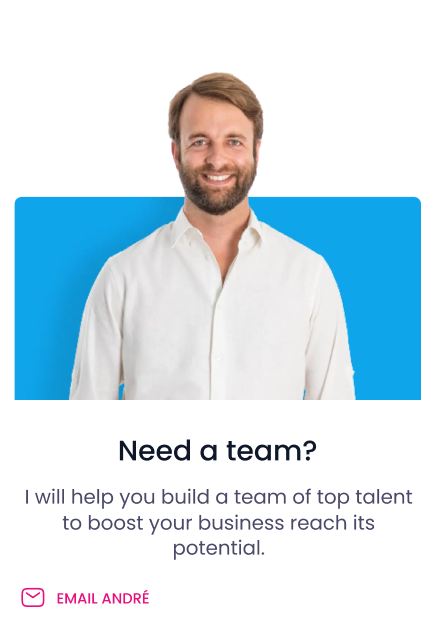 Need a team?
I will help you build a team of top talent
to boost your business reach its
potential.
EMAIL ANDRÉ